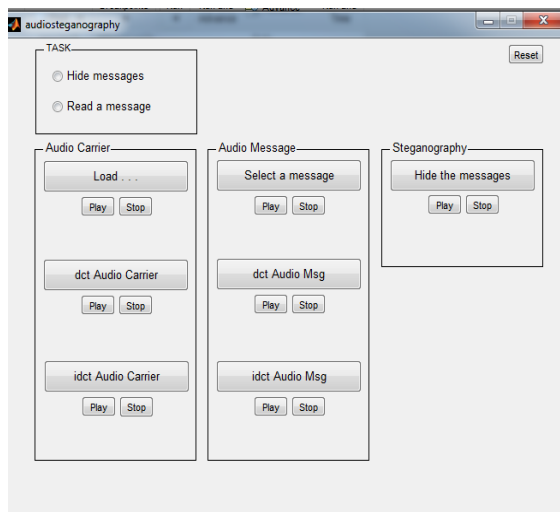 Advance
audiosteganography
TASK
Hide messages
Read a message
Reset
Audio Carrier
Load . . .
Play Stop
dct Audio Carrier
Play Stop
idct Audio Carrier
Play Stop
Audio Message
Select a message
Play Stop
dct Audio Msg
Play Stop
idct Audio Msg
Play Stop
Steganography
Hide the messages
Play Stop